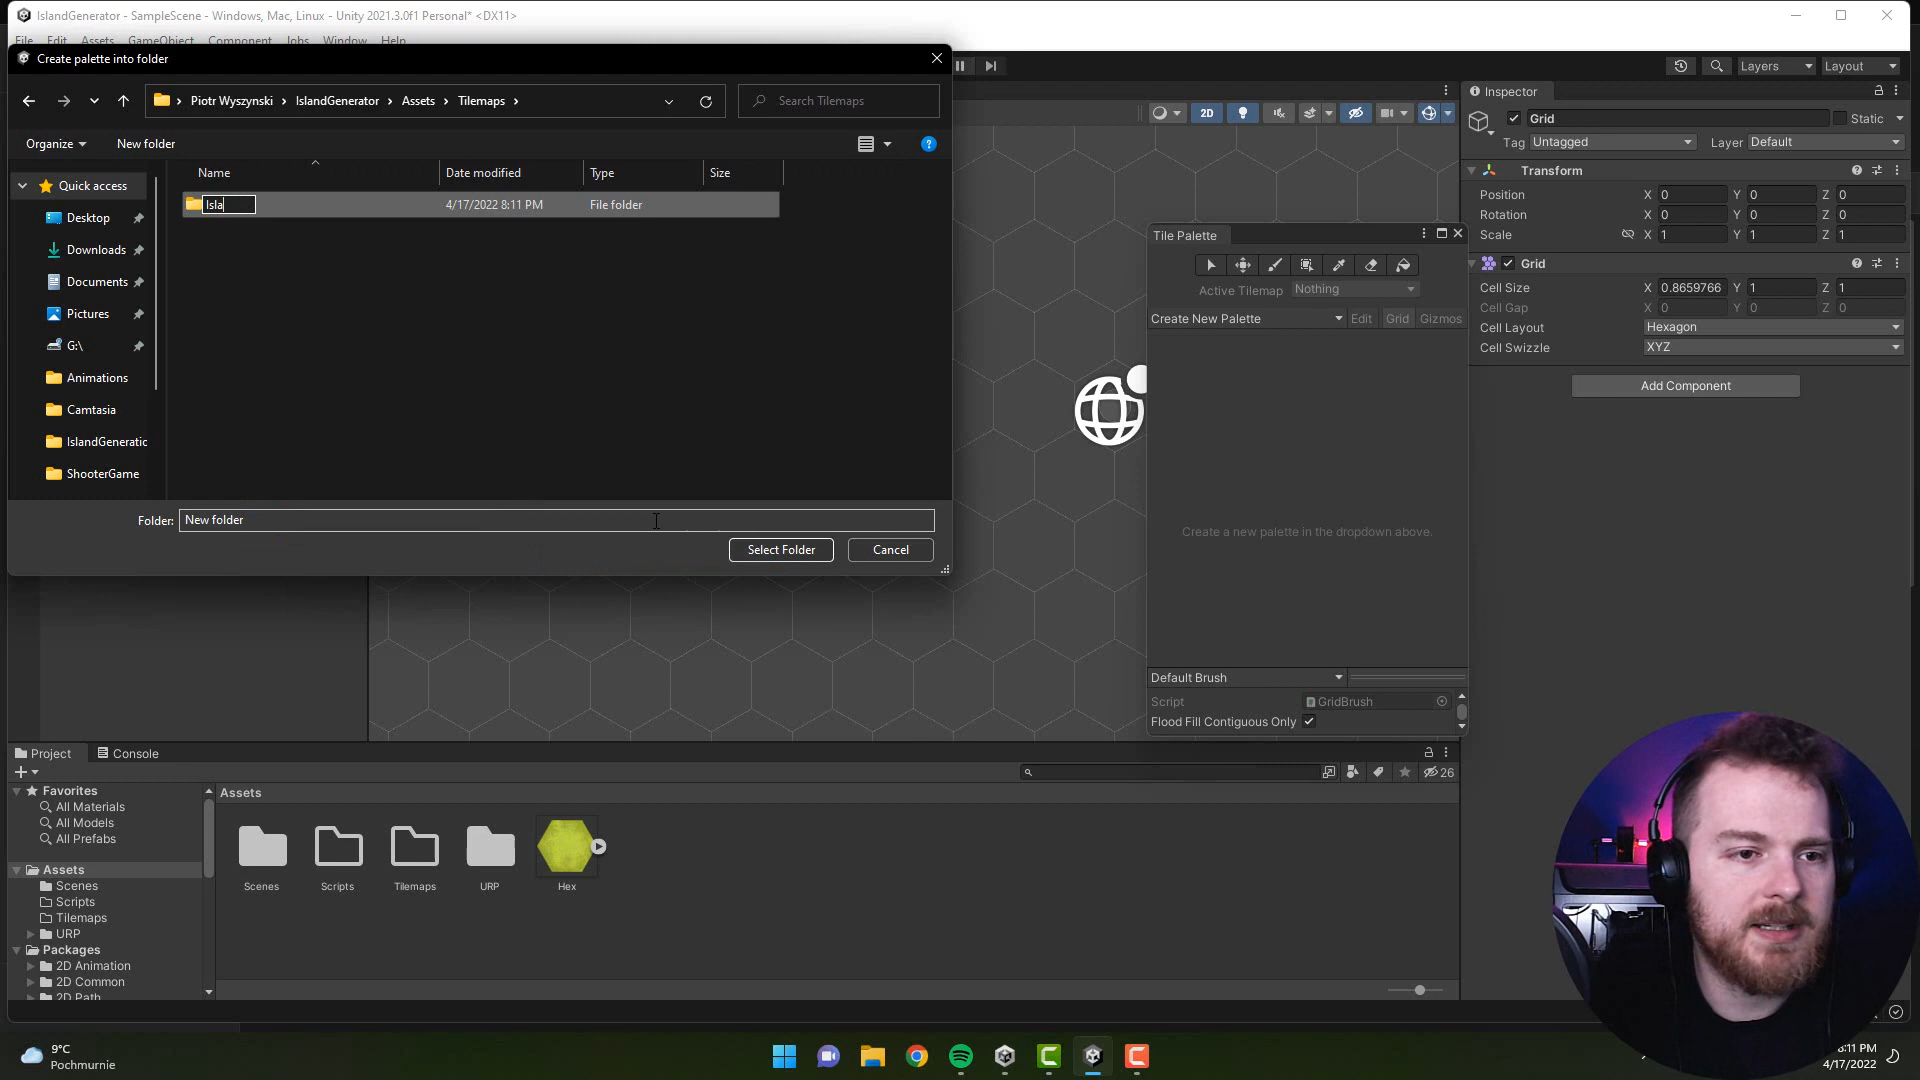 IslandGenerator - SampleScene - Windows, Mac, Linux - Unity 2021.3.0f1 Personal* <DX11>
File Edit Assets GameObject Component Jobs Window Help
Create palette into folder
Piotr Wyszynski > IslandGenerator > Assets > Tilemaps >
Search Tilemaps
Organize
New folder
Name
Date modified
Type
Size
Quick access
Desktop
Downloads
Documents
Pictures
G:\
Animations
Camtasia
IslandGeneratic
ShooterGame
Isla
4/17/2022 8:11 PM
File folder
Folder:
New folder
Select Folder
Cancel
Layers
Layout
2D
Tile Palette
Active Tilemap
Nothing
Create New Palette
Edit
Grid
Gizmos
Create a new palette in the dropdown above.
Default Brush
Script
GridBrush
Flood Fill Contiguous Only
Inspector
Grid
Static
Tag Untagged
Layer Default
Transform
Position X 0 Y 0 Z 0
Rotation X 0 Y 0 Z 0
Scale X 1 Y 1 Z 1
Grid
Cell Size X 0.8659766 Y 1 Z 1
Cell Gap X 0 Y 0 Z 0
Cell Layout Hexagon
Cell Swizzle XYZ
Add Component
Project
Console
26
Favorites
All Materials
All Models
All Prefabs
Assets
Scenes
Scripts
Tilemaps
URP
Packages
2D Animation
2D Common
2D Path
Assets
Scenes
Scripts
Tilemaps
URP
Hex
9°C
Pochmurnie
8:11 PM
4/17/2022